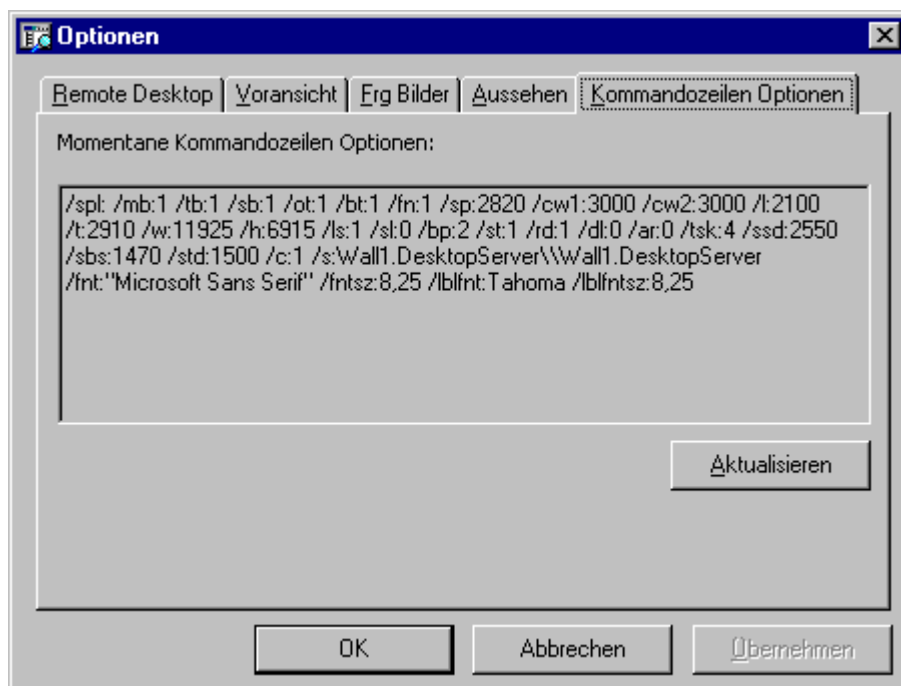 Optionen
Remote Desktop Voransicht Frg Bilder Aussehen Kommandozeilen Optionen
Momentane Kommandozeilen Optionen:
/spl: /mb:1 /tb:1 /sb:1 /ot:1 /bt:1 /fn:1 /sp:2820 /cw1:3000 /cw2:3000 /l:2100
/t:2910 /w:11925 /h:6915 /ls:1 /sl:0 /bp:2 /st:1 /rd:1 /dl:0 /ar:0 /tsk:4 /ssd:2550
/sbs:1470 /std:1500 /c:1 /s:Wall1.DesktopServer\\Wall1.DesktopServer
/fnt:"Microsoft Sans Serif" /fntsz:8,25 /lblfnt:Tahoma /lblfntsz:8,25
Aktualisieren
OK Abbrechen Übernehmen